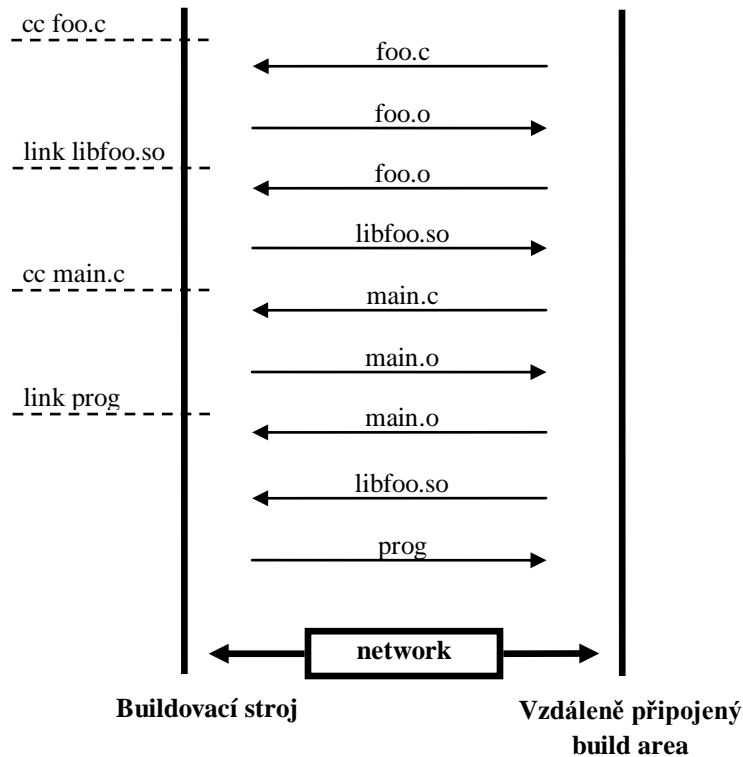 cc foo.c
foo.c
foo.o
link libfoo.so
foo.o
libfoo.so
cc main.c
main.c
main.o
link prog
main.o
libfoo.so
prog
network
Buildovací stroj
Vzdáleně připojený
build area